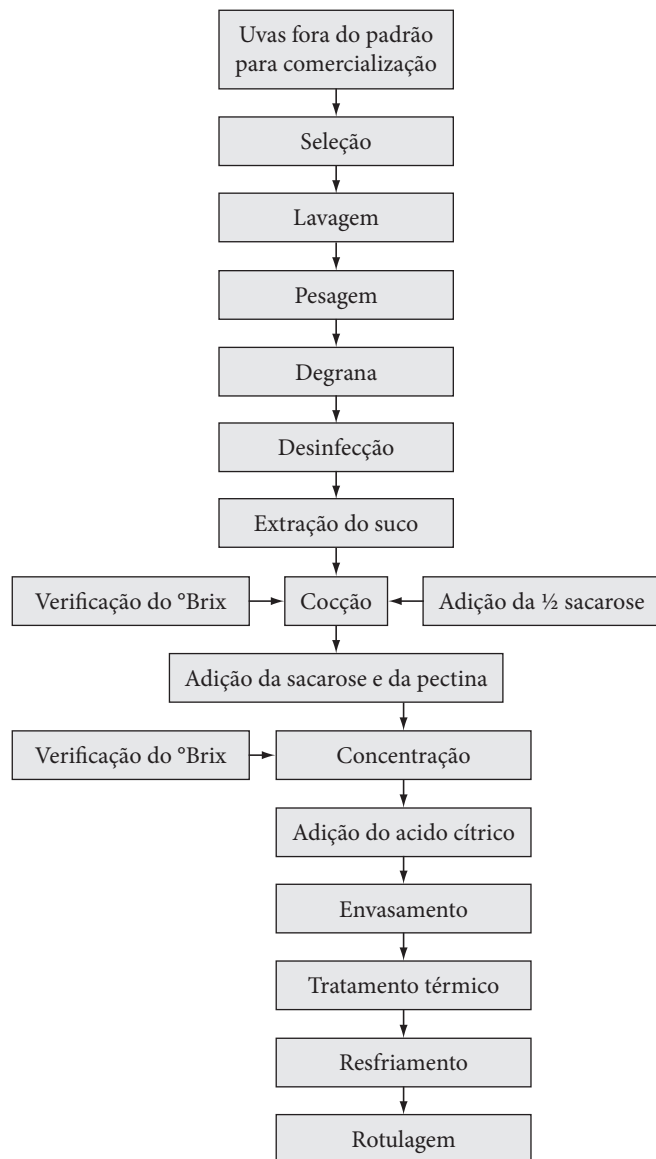 Uvas fora do padrão
para comercialização
Seleção
Lavagem
Pesagem
Degrana
Desinfecção
Extração do suco
Verificação do °Brix
Cocção
Adição da ½ sacarose
Adição da sacarose e da pectina
Verificação do °Brix
Concentração
Adição do acido cítrico
Envasamento
Tratamento térmico
Resfriamento
Rotulagem